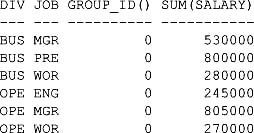 DIV JOB GROUP_ID() SUM(SALARY)
--- --- ---------- -----------
BUS MGR 0 530000
BUS PRE 0 800000
BUS WOR 0 280000
OPE ENG 0 245000
OPE MGR 0 805000
OPE WOR 0 270000